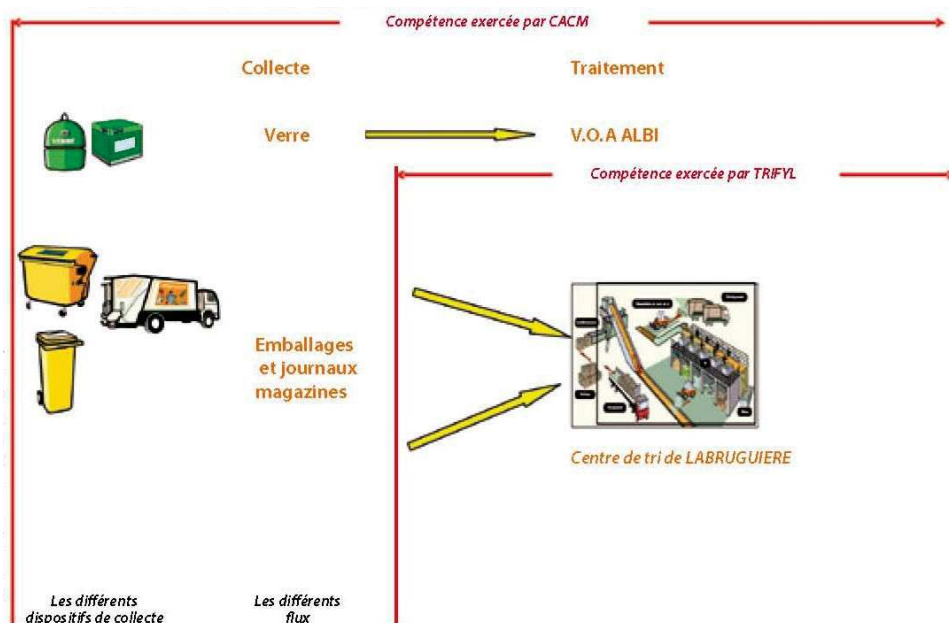 Compétence exercée par CACM
Collecte
Traitement
Verre
V.O.A ALBI
Compétence exercée par TRIFYL
Emballages
et journaux
magazines
Centre de tri de LABRUGUIERE
Les différents
dispositifs de collecte
Les différents
flux